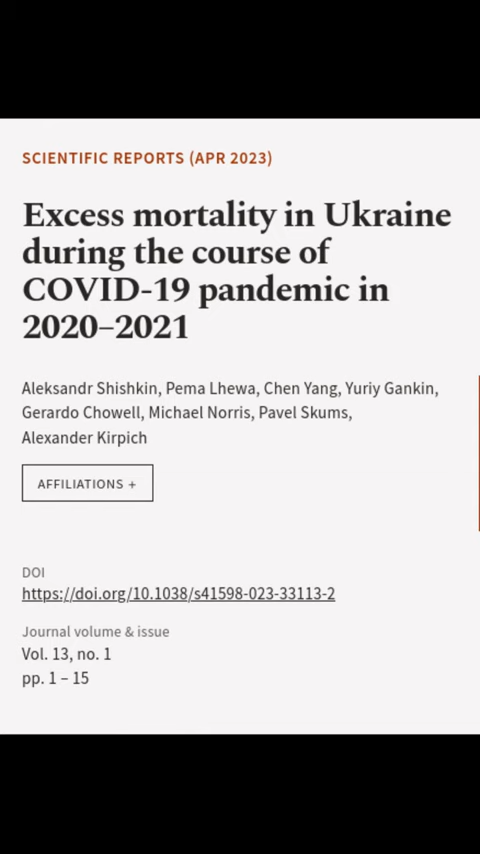 SCIENTIFIC REPORTS (APR 2023)
Excess mortality in Ukraine
during the course of
COVID-19 pandemic in
2020–2021
Aleksandr Shishkin, Pema Lhewa, Chen Yang, Yuriy Gankin,
Gerardo Chowell, Michael Norris, Pavel Skums,
Alexander Kirpich
AFFILIATIONS +
DOI
https://doi.org/10.1038/s41598-023-33113-2
Journal volume & issue
Vol. 13, no. 1
pp. 1 – 15